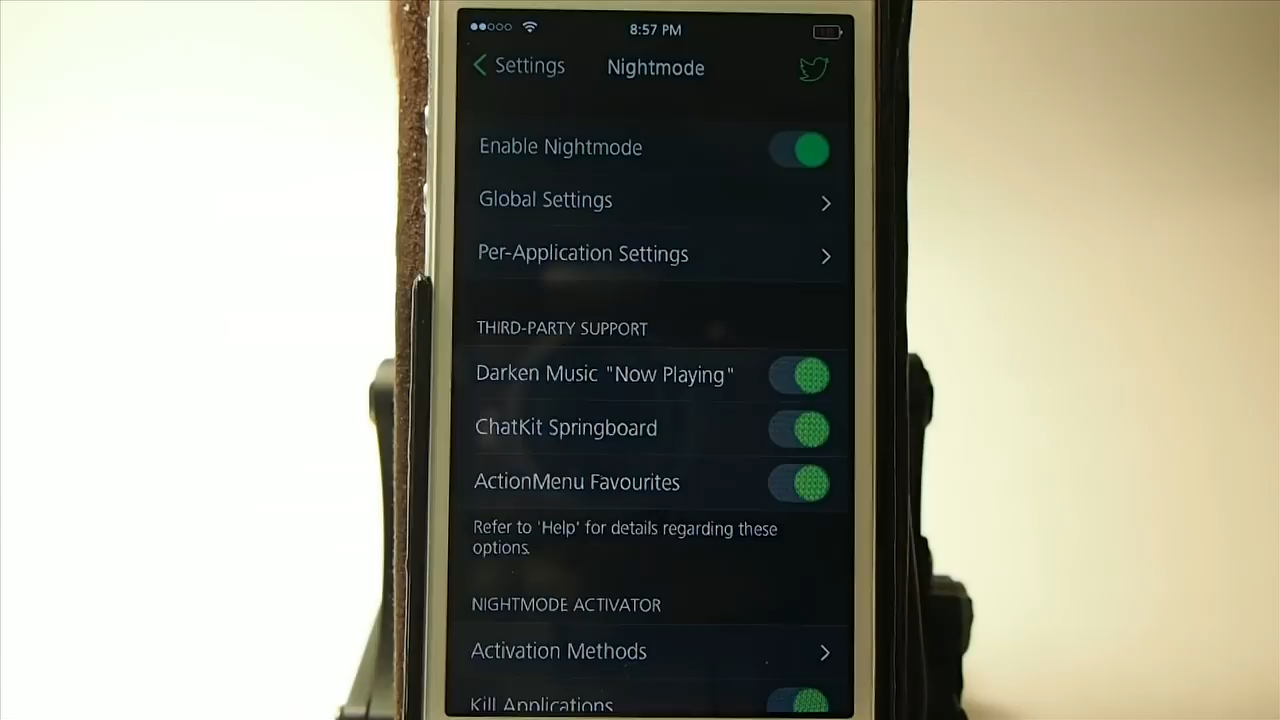 8:57 PM
Settings
Nightmode
Enable Nightmode
Global Settings
Per-Application Settings
THIRD-PARTY SUPPORT
Darken Music "Now Playing"
ChatKit Springboard
ActionMenu Favourites
Refer to 'Help' for details regarding these
options.
NIGHTMODE ACTIVATOR
Activation Methods
Kill Applications